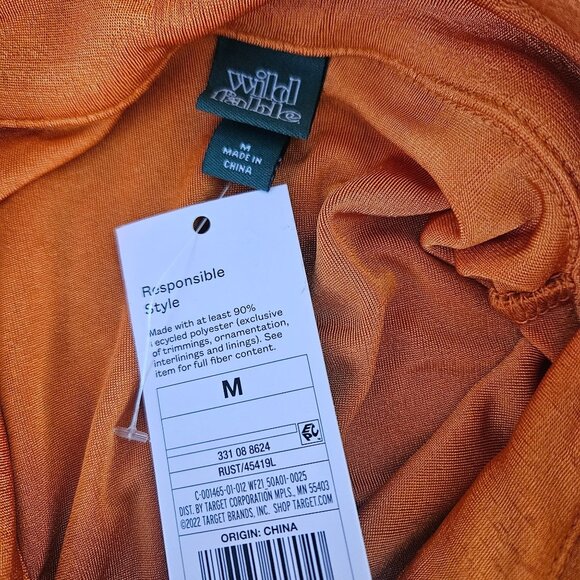 wild
fable
M
MADE IN
CHINA
Responsible
Style
Made with at least 90%
recycled polyester (exclusive
of trimmings, ornamentation,
interlinings and linings). See
item for full fiber content.
M
EPC
331 08 8624
RUST/45419L
C-001465-01-012 WF21_50A01-0025
DIST. BY TARGET CORPORATION MPLS., MN 55403
©2022 TARGET BRANDS, INC. SHOP TARGET.COM
ORIGIN: CHINA